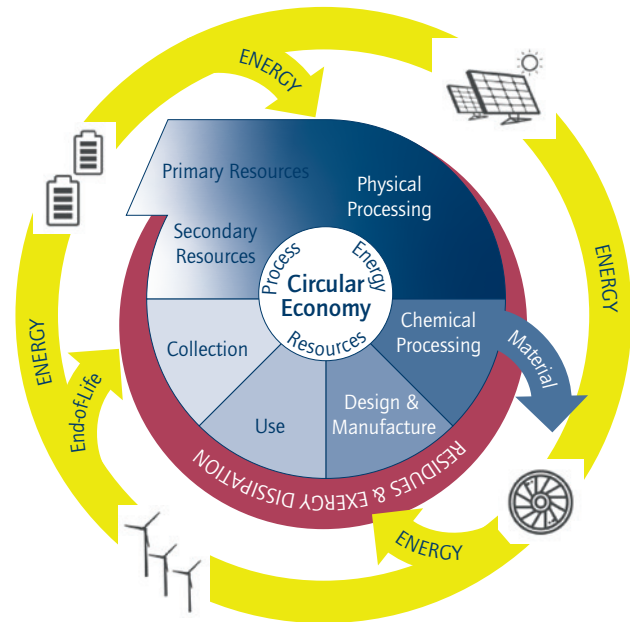 ENERGY
Primary Resources
Physical
Processing
Secondary
Resources
Process
Energy
Resources
Circular
Economy
ENERGY
Chemical
Processing
Material
Collection
Use
Design &
Manufacture
ENERGY
End-of-Life
RESIDUES & EXERGY DISSIPATION
ENERGY